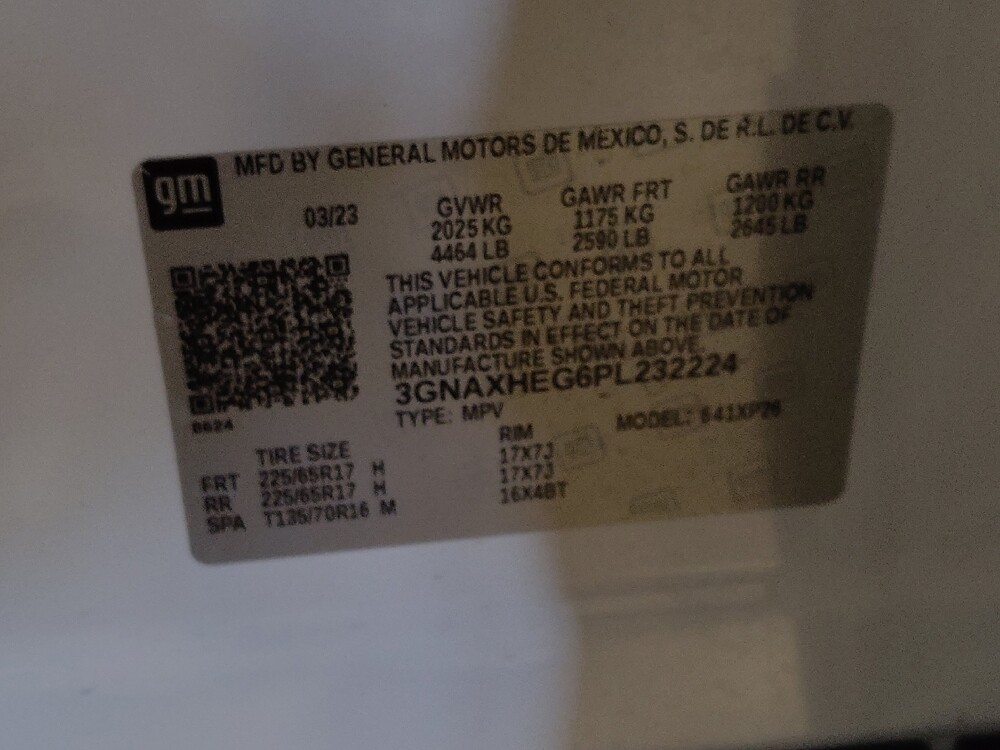 gm
MFD BY GENERAL MOTORS DE MEXICO, S. DE R.L. DE C.V.
03/23 GVWR GAWR FRT GAWR RR
2025 KG 1175 KG 1200 KG
4464 LB 2590 LB 2645 LB
THIS VEHICLE CONFORMS TO ALL
APPLICABLE U.S. FEDERAL MOTOR
VEHICLE SAFETY AND THEFT PREVENTION
STANDARDS IN EFFECT ON THE DATE OF
MANUFACTURE SHOWN ABOVE.
3GNAXHEG6PL232224
TYPE: MPV MODEL:
TIRE SIZE RIM
FRT 225/65R17 H 17X7J
RR 225/65R17 H 17X7J
SPA T135/70R16 M 16X4BT